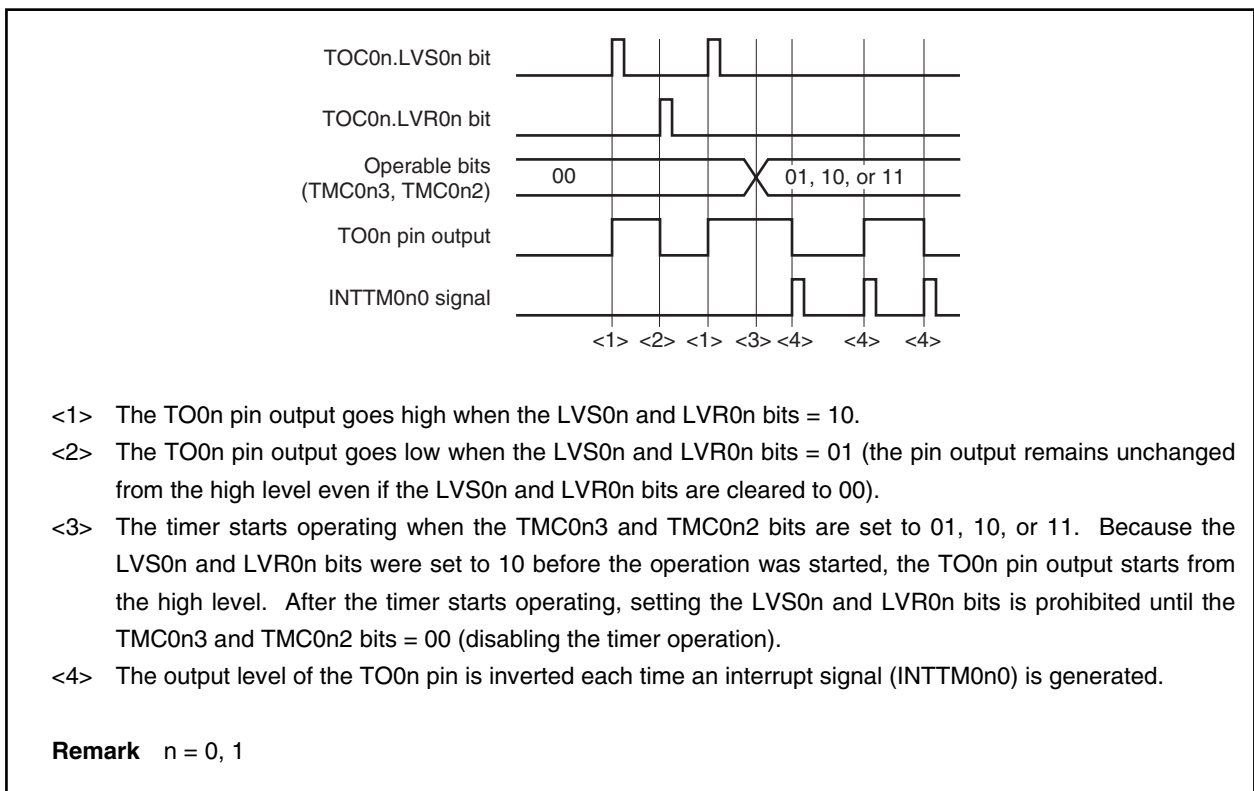 TOC0n.LVS0n bit
TOC0n.LVR0n bit
Operable bits
(TMC0n3, TMC0n2)
00
01, 10, or 11
TO0n pin output
INTTM0n0 signal
<1> <2> <1> <3> <4> <4> <4>
<1> The TO0n pin output goes high when the LVS0n and LVR0n bits = 10.
<2> The TO0n pin output goes low when the LVS0n and LVR0n bits = 01 (the pin output remains unchanged
from the high level even if the LVS0n and LVR0n bits are cleared to 00).
<3> The timer starts operating when the TMC0n3 and TMC0n2 bits are set to 01, 10, or 11. Because the
LVS0n and LVR0n bits were set to 10 before the operation was started, the TO0n pin output starts from
the high level. After the timer starts operating, setting the LVS0n and LVR0n bits is prohibited until the
TMC0n3 and TMC0n2 bits = 00 (disabling the timer operation).
<4> The output level of the TO0n pin is inverted each time an interrupt signal (INTTM0n0) is generated.
Remark n = 0, 1